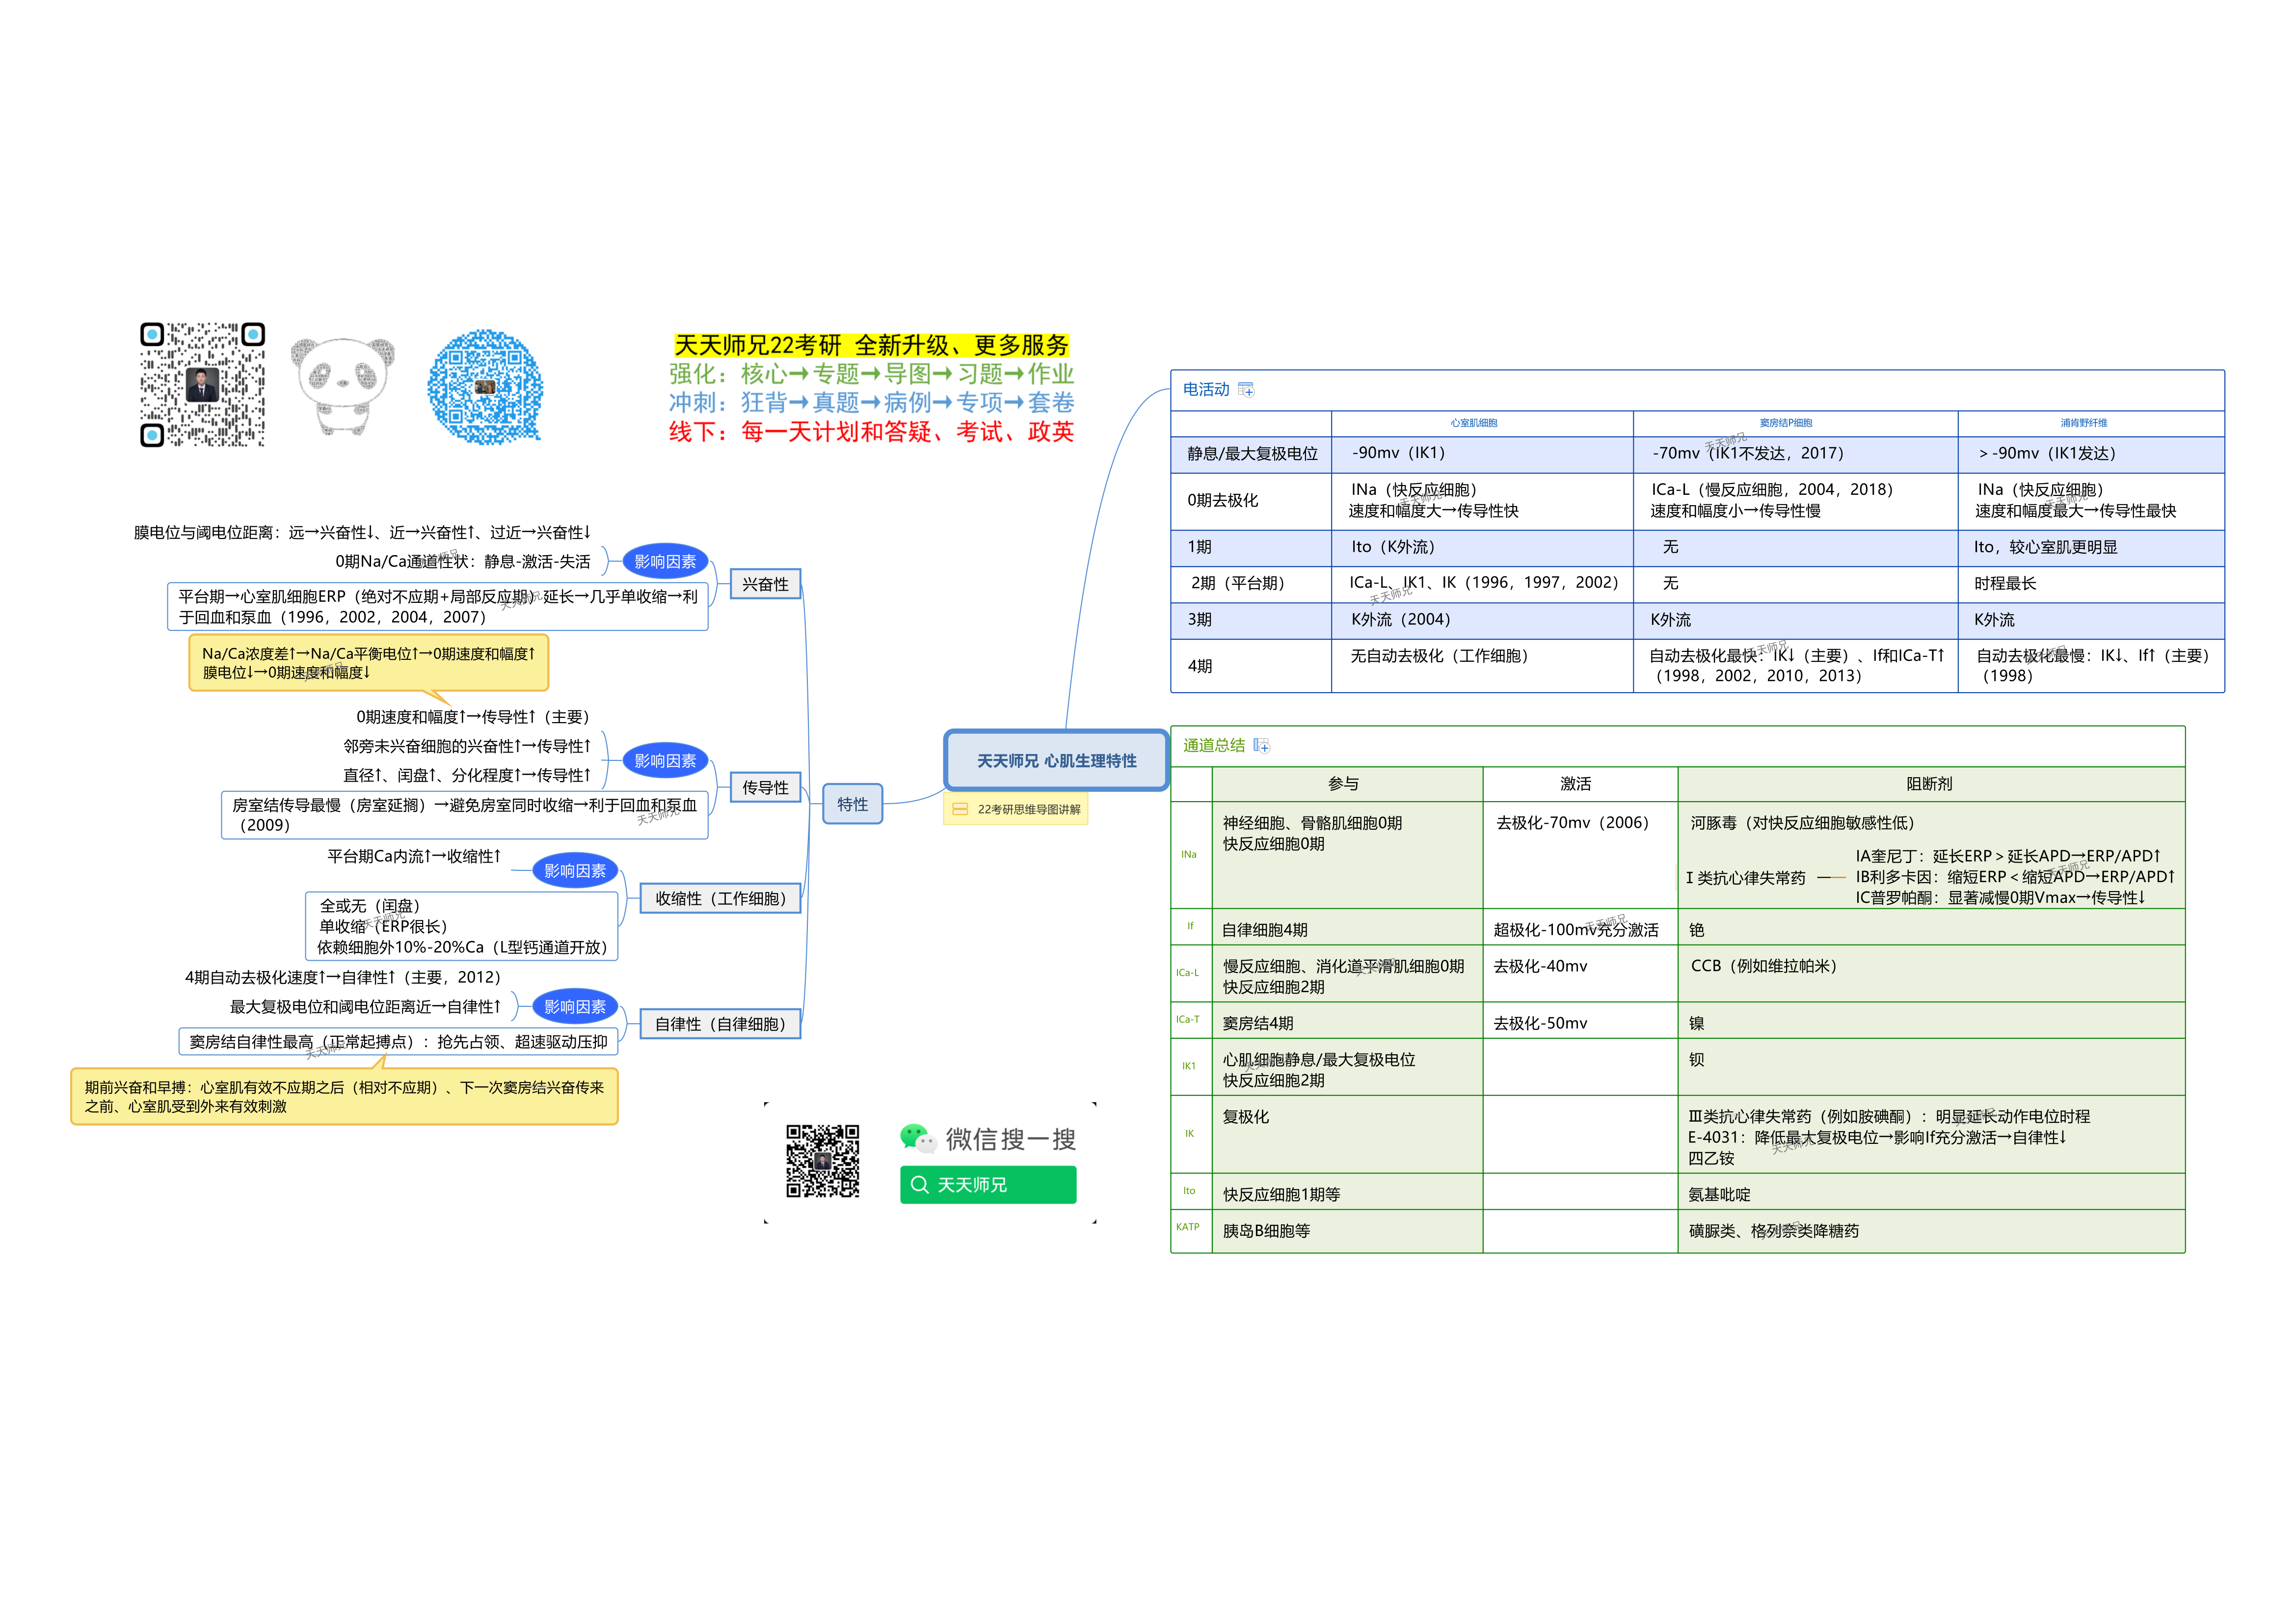 天天师兄22考研 全新升级、更多服务
强化：核心→专题→导图→习题→作业
冲刺：狂背→真题→病例→专项→套卷
线下：每一天计划和答疑、考试、政英
天天师兄 心肌生理特性
22考研思维导图讲解
特性
兴奋性
影响因素
膜电位与阈电位距离：远→兴奋性↓、近→兴奋性↑、过近→兴奋性↓
0期Na/Ca通道性状：静息-激活-失活
平台期→心室肌细胞ERP（绝对不应期+局部反应期）延长→几乎单收缩→利
于回血和泵血（1996，2002，2004，2007）
Na/Ca浓度差↑→Na/Ca平衡电位↑→0期速度和幅度↑
膜电位↓→0期速度和幅度↓
传导性
影响因素
0期速度和幅度↑→传导性↑（主要）
邻旁未兴奋细胞的兴奋性↑→传导性↑
直径↑、闰盘↑、分化程度↑→传导性↑
房室结传导最慢（房室延搁）→避免房室同时收缩→利于回血和泵血
（2009）
收缩性（工作细胞）
影响因素
平台期Ca内流↑→收缩性↑
全或无（闰盘）
单收缩（ERP很长）
依赖细胞外10%-20%Ca（L型钙通道开放）
自律性（自律细胞）
影响因素
4期自动去极化速度↑→自律性↑（主要，2012）
最大复极电位和阈电位距离近→自律性↑
窦房结自律性最高（正常起搏点）：抢先占领、超速驱动压抑
期前兴奋和早搏：心室肌有效不应期之后（相对不应期）、下一次窦房结兴奋传来
之前、心室肌受到外来有效刺激
微信搜一搜
天天师兄
电活动
心室肌细胞 窦房结P细胞 浦肯野纤维
静息/最大复极电位 -90mv（IK1） -70mv（IK1不发达，2017） ＞-90mv（IK1发达）
0期去极化 INa（快反应细胞） ICa-L（慢反应细胞，2004，2018） INa（快反应细胞）
速度和幅度大→传导性快 速度和幅度小→传导性慢 速度和幅度最大→传导性最快
1期 Ito（K外流） 无 Ito，较心室肌更明显
2期（平台期） ICa-L、IK1、IK（1996，1997，2002） 无 时程最长
3期 K外流（2004） K外流 K外流
4期 无自动去极化（工作细胞） 自动去极化最快：IK↓（主要）、If和ICa-T↑ 自动去极化最慢：IK↓、If↑（主要）
（1998，2002，2010，2013） （1998）
通道总结
参与 激活 阻断剂
INa 神经细胞、骨骼肌细胞0期 去极化-70mv（2006） 河豚毒（对快反应细胞敏感性低）
快反应细胞0期
Ⅰ类抗心律失常药
IA奎尼丁：延长ERP＞延长APD→ERP/APD↑
IB利多卡因：缩短ERP＜缩短APD→ERP/APD↑
IC普罗帕酮：显著减慢0期Vmax→传导性↓
If 自律细胞4期 超极化-100mv充分激活 铯
ICa-L 慢反应细胞、消化道平滑肌细胞0期 去极化-40mv CCB（例如维拉帕米）
快反应细胞2期
ICa-T 窦房结4期 去极化-50mv 镍
IK1 心肌细胞静息/最大复极电位 钡
快反应细胞2期
IK 复极化 Ⅲ类抗心律失常药（例如胺碘酮）：明显延长动作电位时程
E-4031：降低最大复极电位→影响If充分激活→自律性↓
四乙铵
Ito 快反应细胞1期等 氨基吡啶
KATP 胰岛B细胞等 磺脲类、格列奈类降糖药